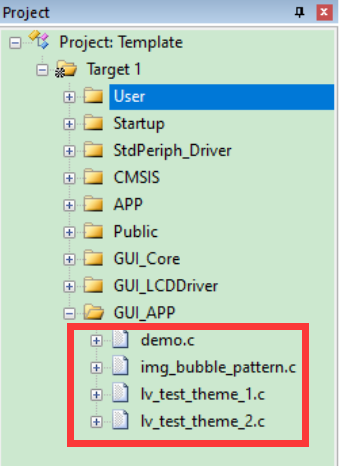 Project
Project: Template
Target 1
User
Startup
StdPeriph_Driver
CMSIS
APP
Public
GUI_Core
GUI_LCDDriver
GUI_APP
demo.c
img_bubble_pattern.c
lv_test_theme_1.c
lv_test_theme_2.c